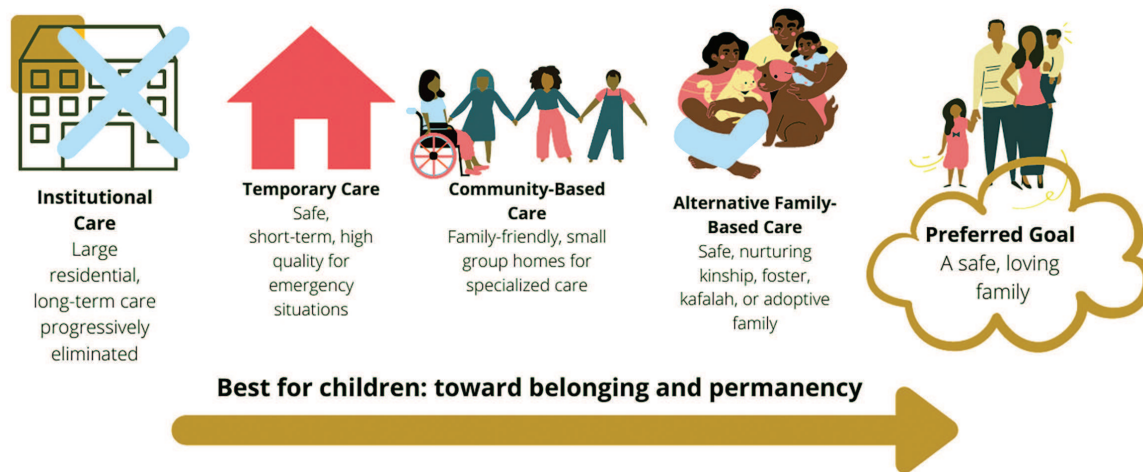 Institutional
Care
Large
residential,
long-term care
progressively
eliminated
Temporary Care
Safe,
short-term, high
quality for
emergency
situations
Community-Based
Care
Family-friendly, small
group homes for
specialized care
Alternative Family-
Based Care
Safe, nurturing
kinship, foster,
kafalah, or adoptive
family
Preferred Goal
A safe, loving
family
Best for children: toward belonging and permanency